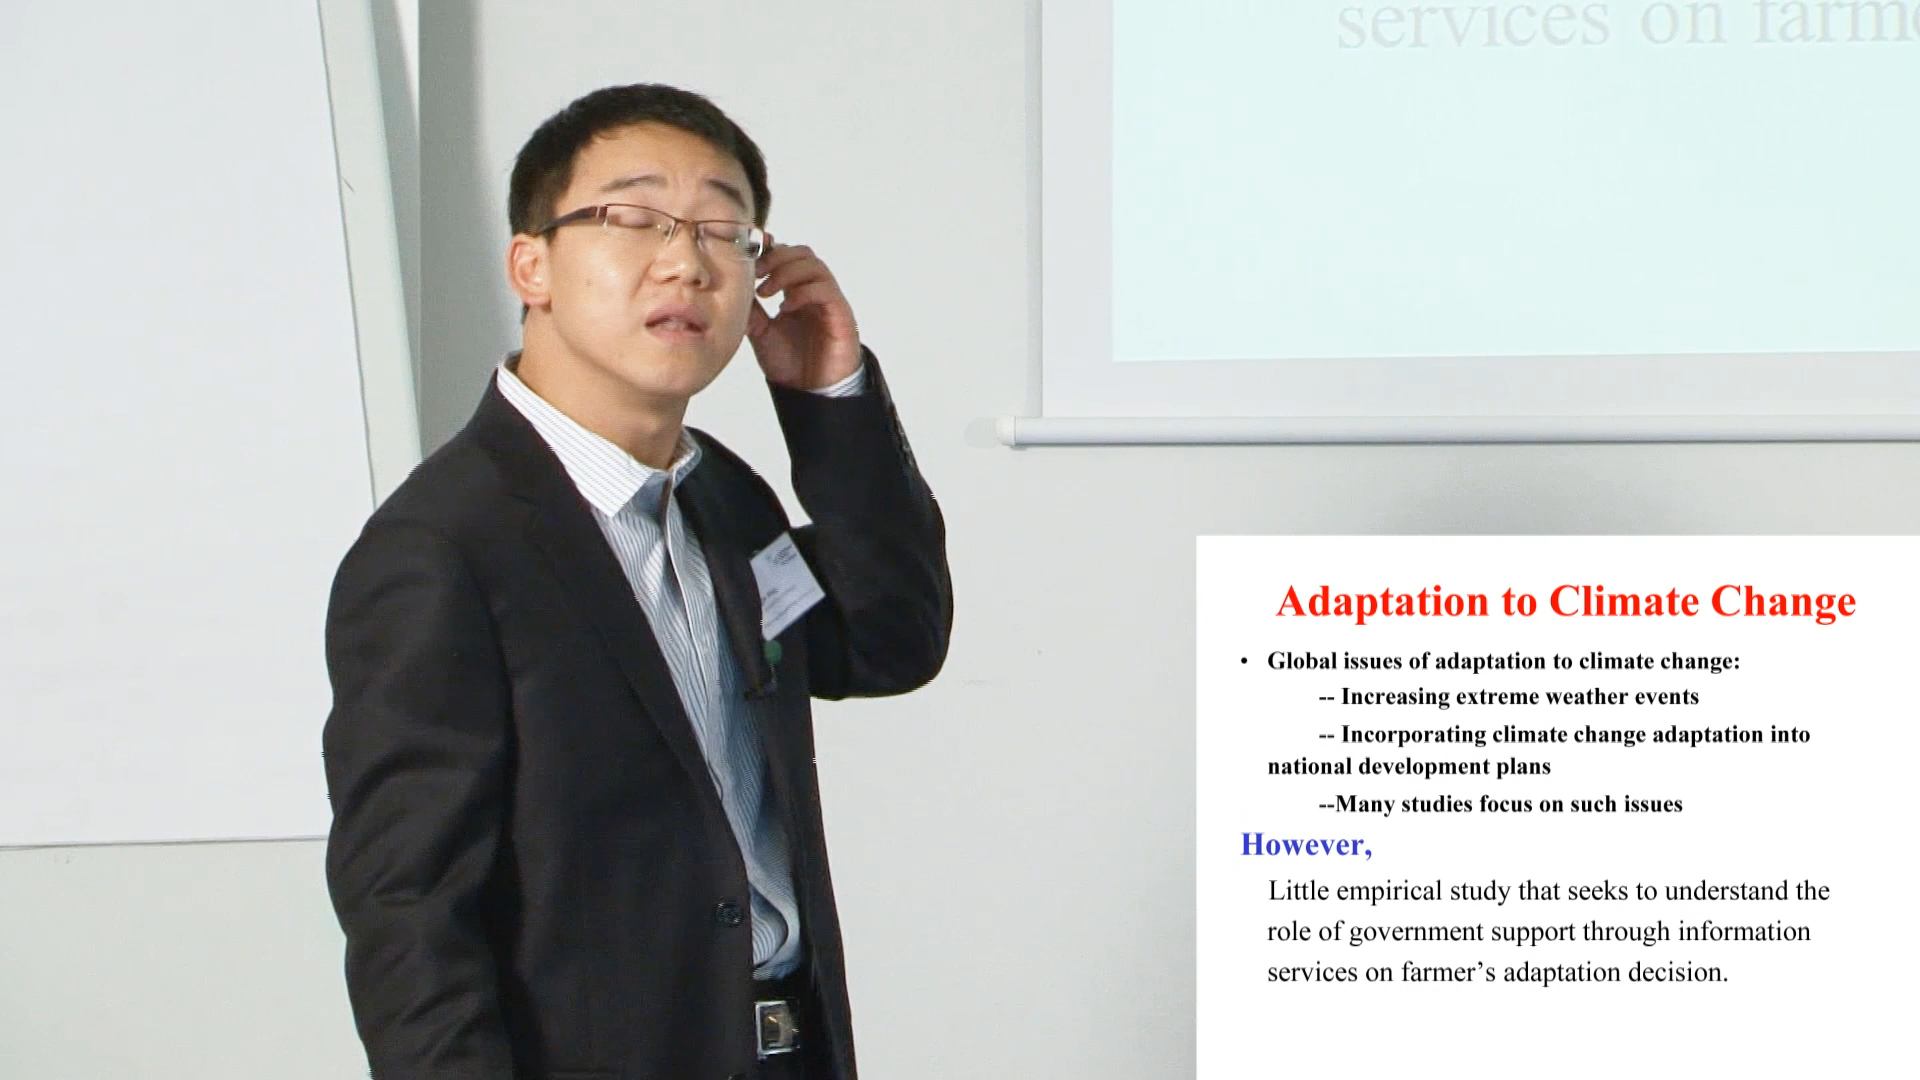 services on farme
Adaptation to Climate Change
• Global issues of adaptation to climate change:
-- Increasing extreme weather events
-- Incorporating climate change adaptation into
national development plans
--Many studies focus on such issues
However,
Little empirical study that seeks to understand the
role of government support through information
services on farmer’s adaptation decision.